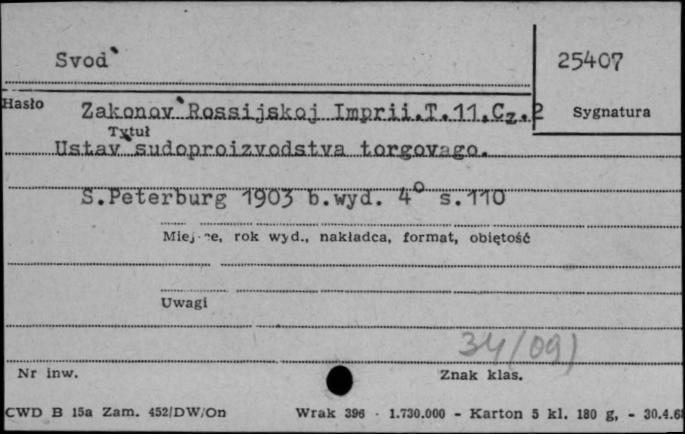 Svod`
25407
Hasło
Zakonov`Rossijskoj Imprii.T.11.Cz.2
Sygnatura
Tytuł
Ustav`sudoproizvodstva torgovago.
S.Peterburg 1903 b.wyd. 4° s.110
Miejsce, rok wyd., nakładca, format, obiętość
Uwagi
34/09)
Nr inw.
Znak klas.
CWD B 15a Zam. 452/DW/On Wrak 396 - 1.730.000 - Karton 5 kl. 180 g, - 30.4.6